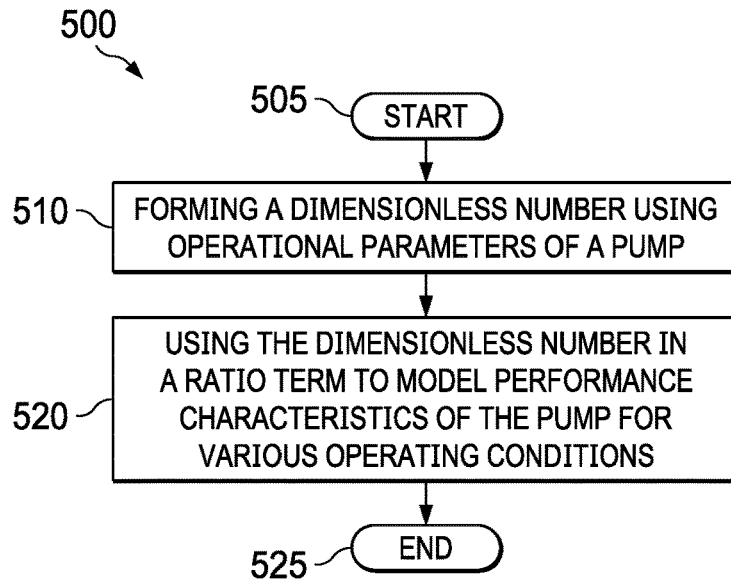 500
505
START
510
FORMING A DIMENSIONLESS NUMBER USING
OPERATIONAL PARAMETERS OF A PUMP
520
USING THE DIMENSIONLESS NUMBER IN
A RATIO TERM TO MODEL PERFORMANCE
CHARACTERISTICS OF THE PUMP FOR
VARIOUS OPERATING CONDITIONS
525
END